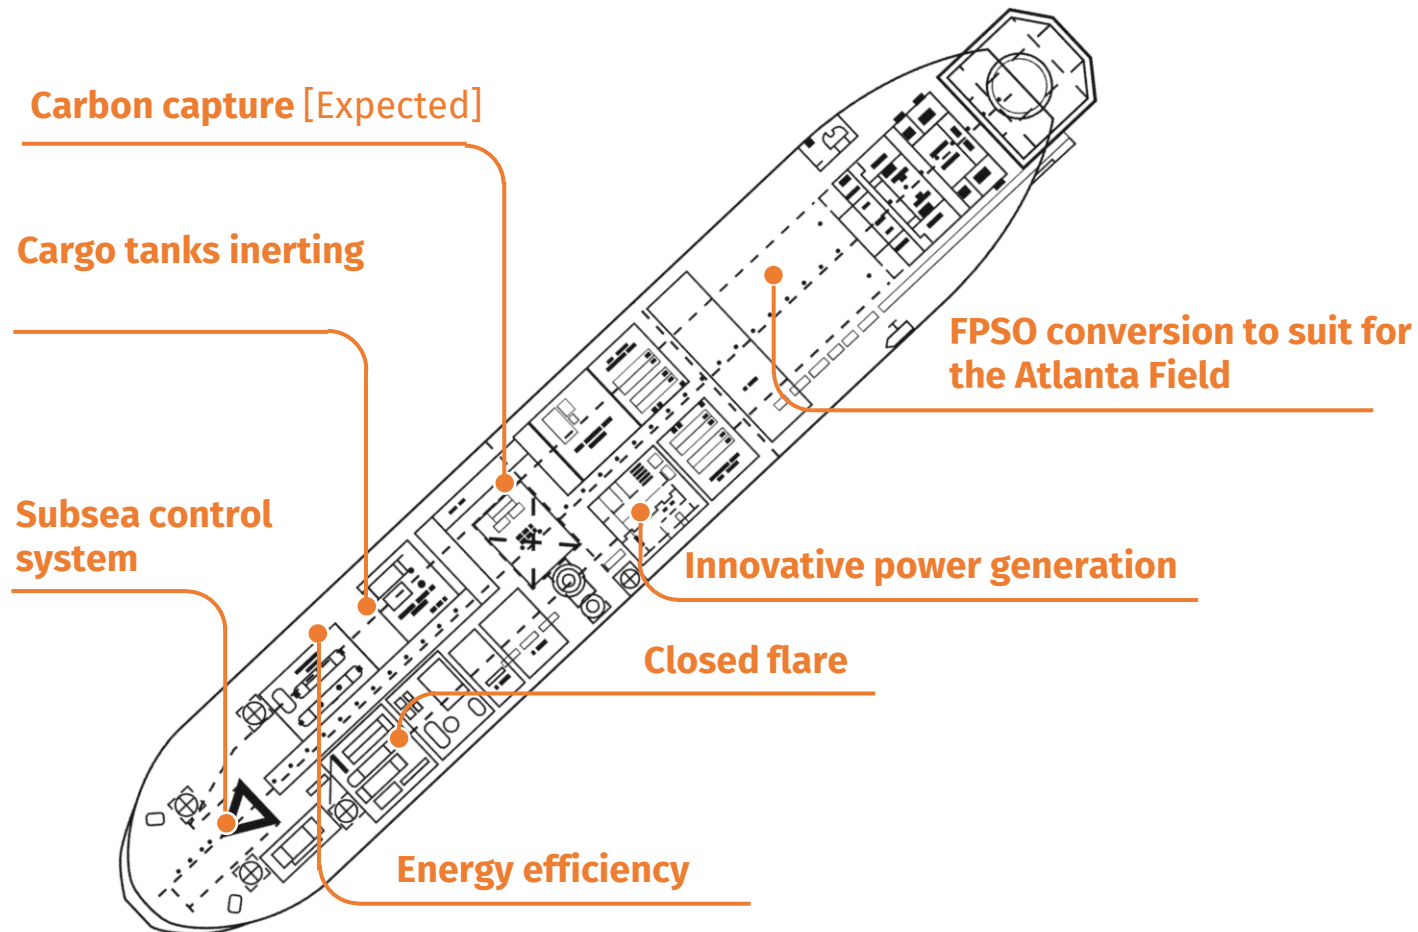 Carbon capture [Expected]
Cargo tanks inerting
FPSO conversion to suit for
the Atlanta Field
Subsea control
system
Innovative power generation
Closed flare
Energy efficiency